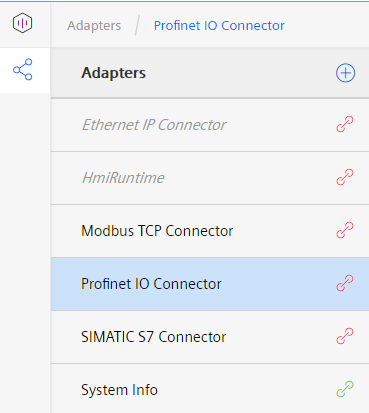 Adapters / Profinet IO Connector
Adapters
Ethernet IP Connector
HmiRuntime
Modbus TCP Connector
Profinet IO Connector
SIMATIC S7 Connector
System Info